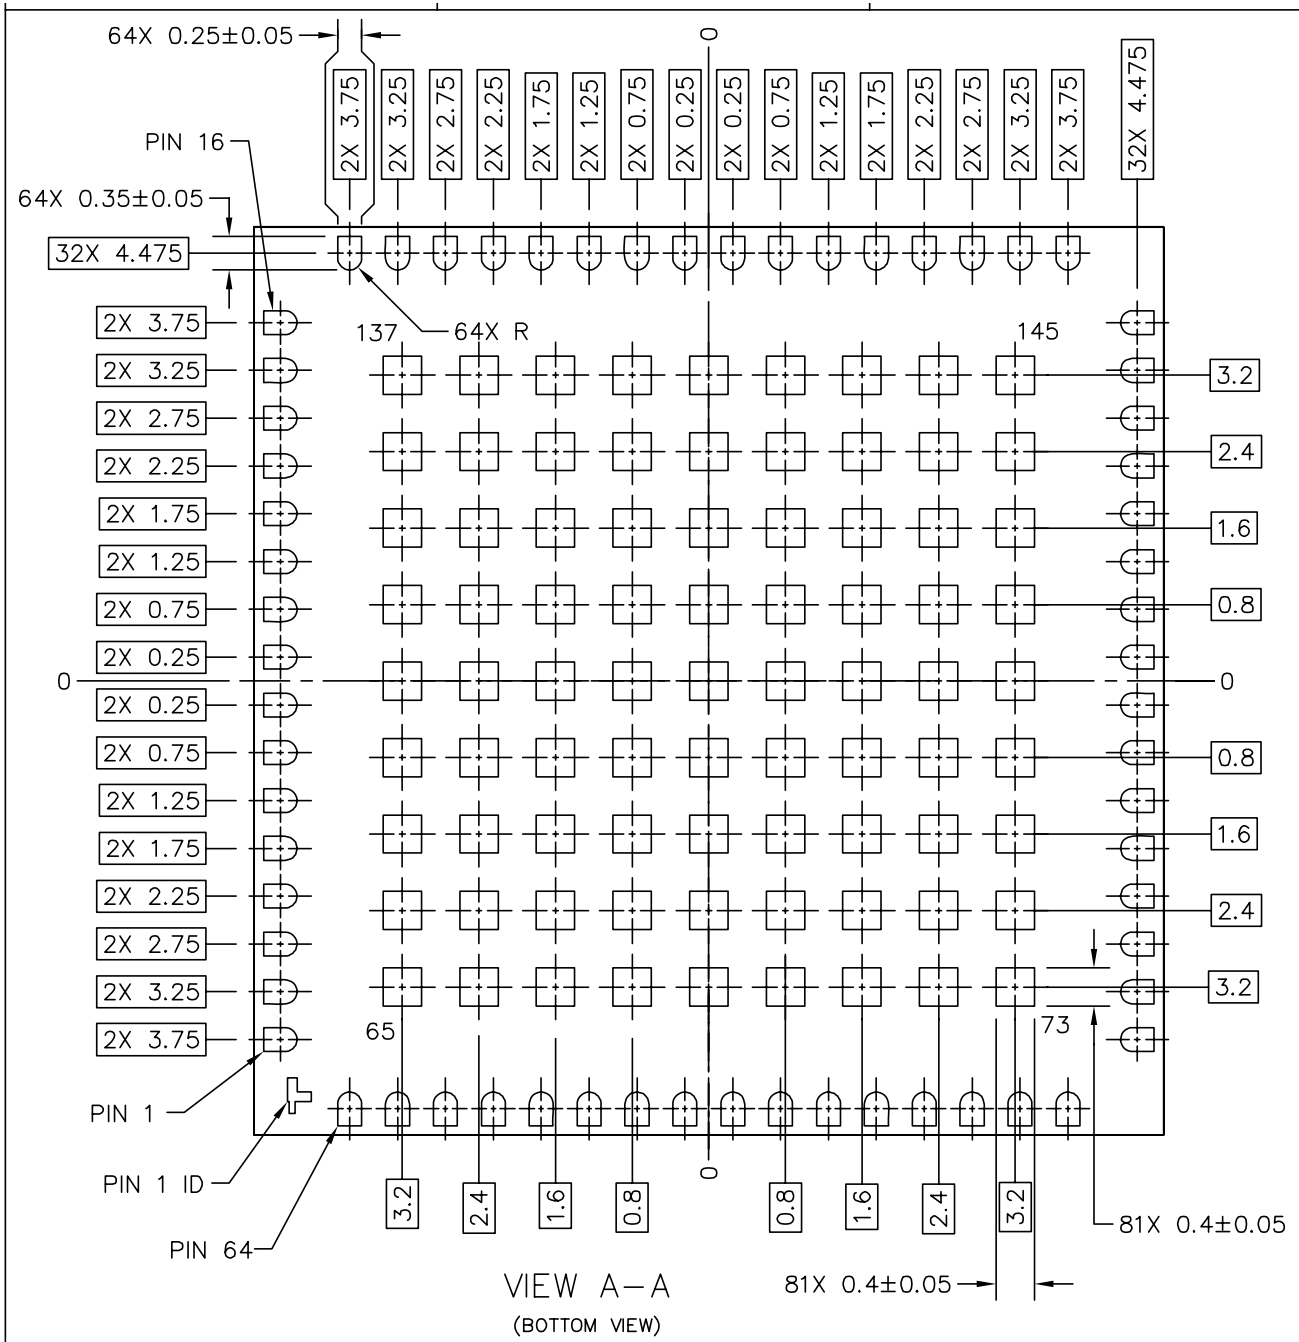 64X 0.25±0.05
0
2X 3.75
2X 3.25
2X 2.75
2X 2.25
2X 1.75
2X 1.25
2X 0.75
2X 0.25
2X 0.25
2X 0.75
2X 1.25
2X 1.75
2X 2.25
2X 2.75
2X 3.25
2X 3.75
32X 4.475
PIN 16
64X 0.35±0.05
32X 4.475
2X 3.75
137
64X R
145
2X 3.25
3.2
2X 2.75
2X 2.25
2.4
2X 1.75
1.6
2X 1.25
2X 0.75
0.8
2X 0.25
0
0
2X 0.25
2X 0.75
0.8
2X 1.25
1.6
2X 1.75
2X 2.25
2.4
2X 2.75
2X 3.25
3.2
2X 3.75
65
73
PIN 1
PIN 1 ID
0
3.2
2.4
1.6
0.8
0.8
1.6
2.4
3.2
81X 0.4±0.05
PIN 64
81X 0.4±0.05
VIEW A-A
(BOTTOM VIEW)